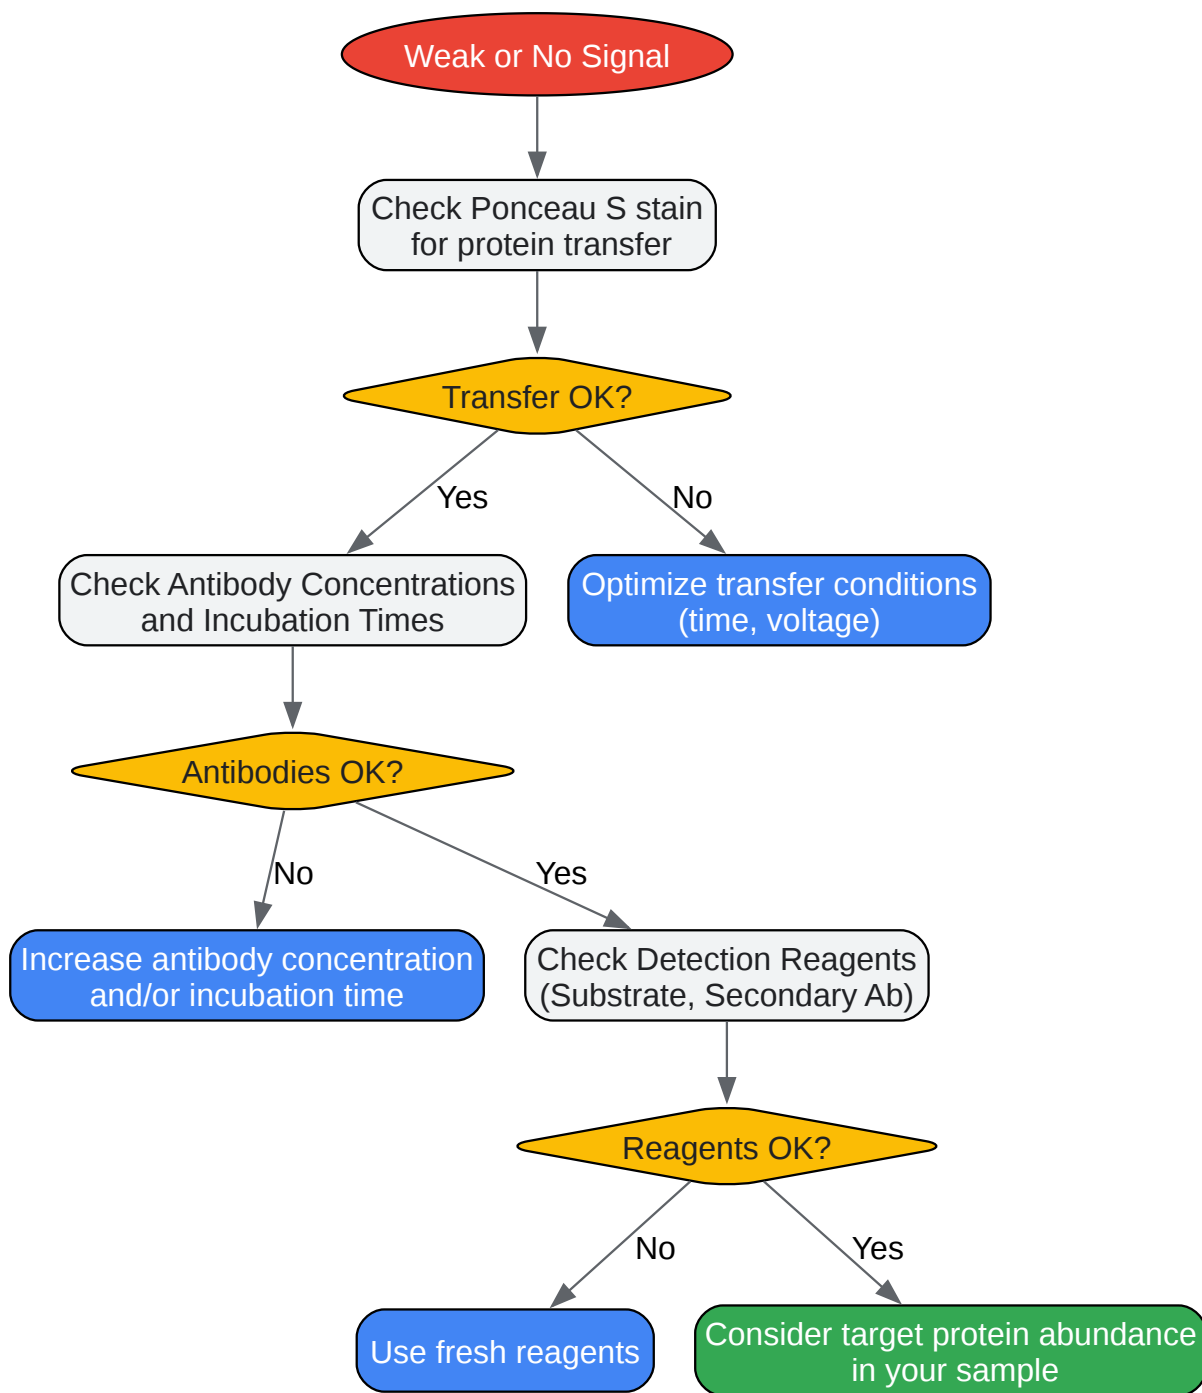 Weak or No Signal
Check Ponceau S stain
for protein transfer
Transfer OK?
Yes
No
Check Antibody Concentrations
and Incubation Times
Optimize transfer conditions
(time, voltage)
Antibodies OK?
No
Yes
Increase antibody concentration
and/or incubation time
Check Detection Reagents
(Substrate, Secondary Ab)
Reagents OK?
No
Yes
Use fresh reagents
Consider target protein abundance
in your sample